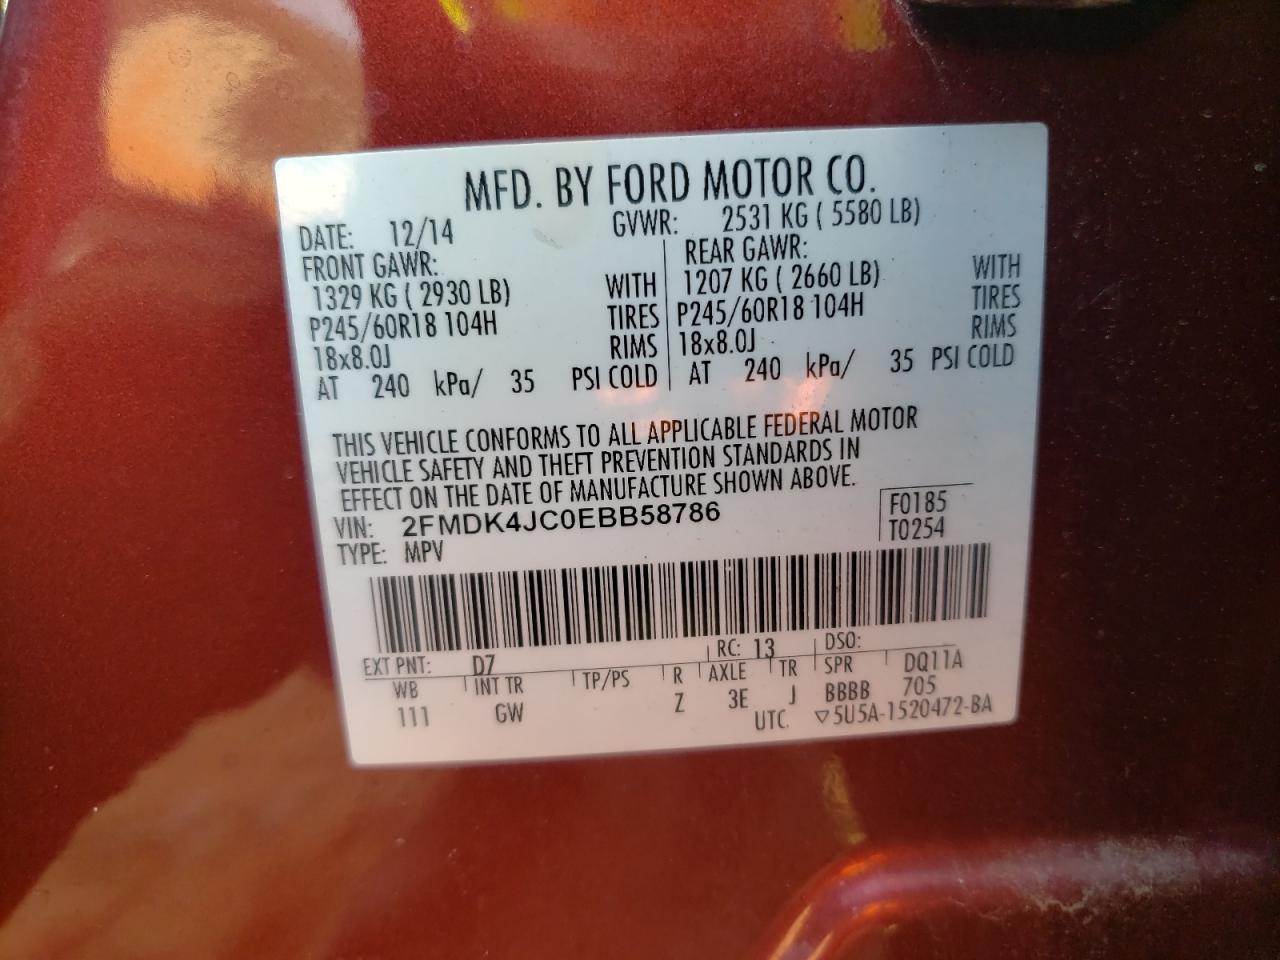 MFD. BY FORD MOTOR CO.
DATE: 12/14 GVWR: 2531 KG ( 5580 LB)
FRONT GAWR: REAR GAWR:
1329 KG ( 2930 LB) WITH 1207 KG ( 2660 LB) WITH
P245/60R18 104H TIRES P245/60R18 104H TIRES
18x8.0J RIMS 18x8.0J RIMS
AT 240 kPa/ 35 PSI COLD AT 240 kPa/ 35 PSI COLD
THIS VEHICLE CONFORMS TO ALL APPLICABLE FEDERAL MOTOR
VEHICLE SAFETY AND THEFT PREVENTION STANDARDS IN
EFFECT ON THE DATE OF MANUFACTURE SHOWN ABOVE.
VIN: 2FMDK4JC0EBB58786 F0185
TYPE: MPV T0254
EXT PNT: D7 RC: 13 DSO:
WB INT TR TP/PS R AXLE TR SPR DQ11A
111 GW Z 3E J BBBB 705
UTC ▽5U5A-1520472-BA